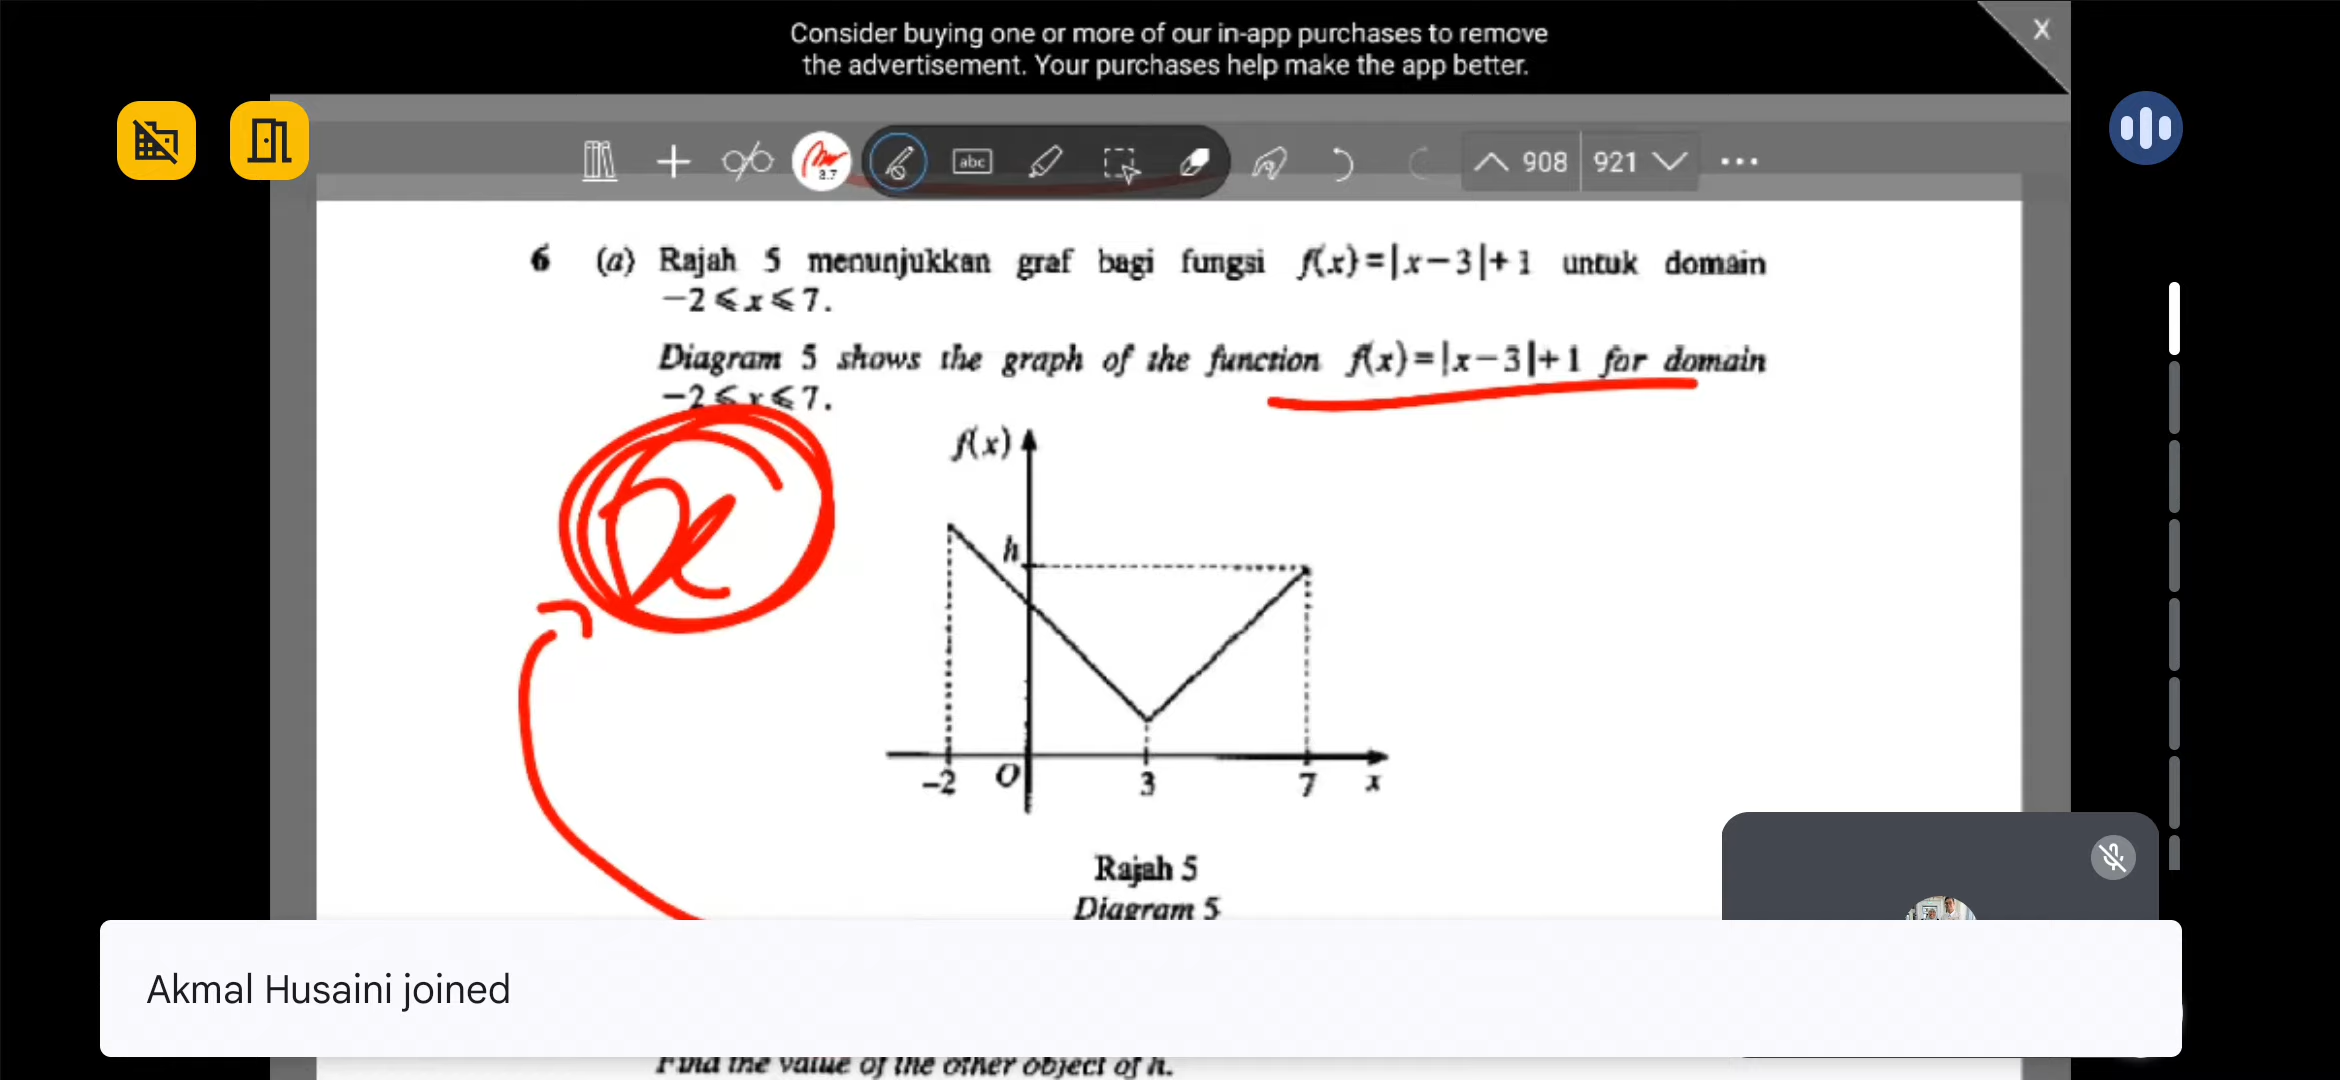 Consider buying one or more of our in-app purchases to remove
the advertisement. Your purchases help make the app better.
X
8.7
abc
908
921
6 (a) Rajah 5 menunjukkan graf bagi fungsi f(x)=|x−3|+1 untuk domain
−2⩽x⩽7.
Diagram 5 shows the graph of the function f(x)=|x−3|+1 for domain
−2⩽x⩽7.
x
f(x)
h
−2
O
3
7
x
Rajah 5
Diagram 5
Akmal Husaini joined
Find the value of the other object of h.